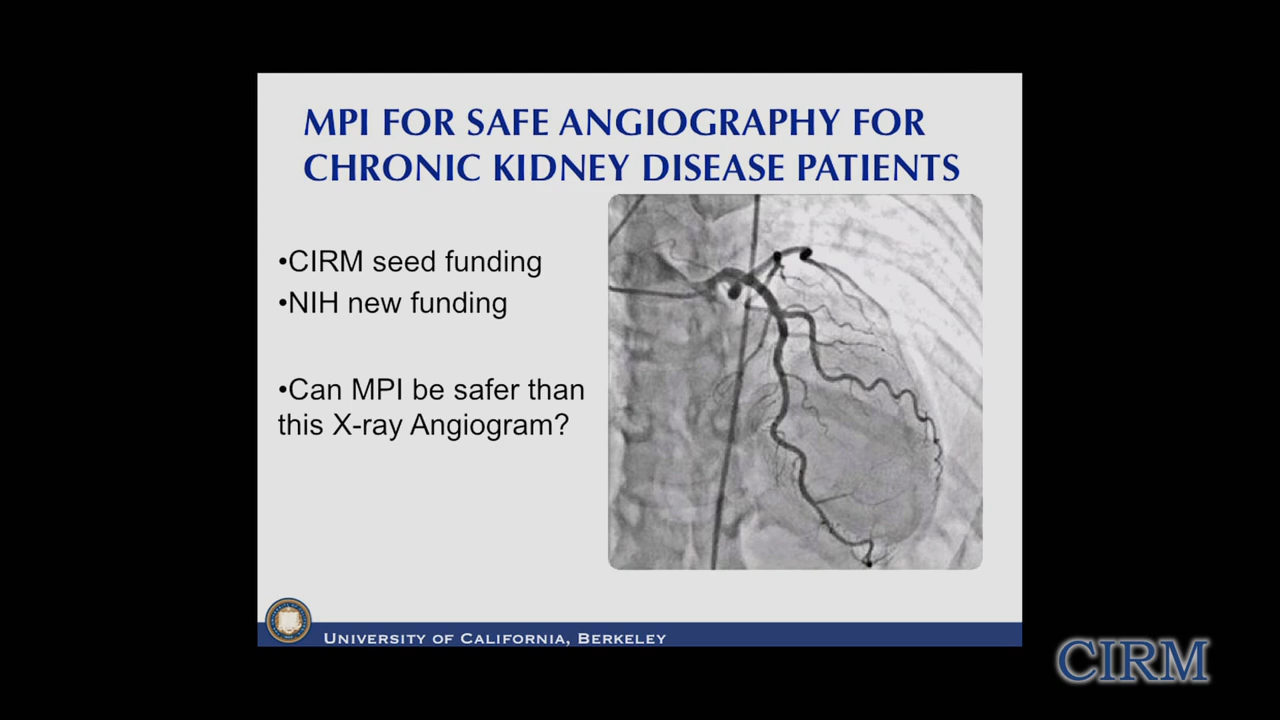 MPI FOR SAFE ANGIOGRAPHY FOR
CHRONIC KIDNEY DISEASE PATIENTS
•CIRM seed funding
•NIH new funding
•Can MPI be safer than
this X-ray Angiogram?
UNIVERSITY OF CALIFORNIA, BERKELEY
CIRM